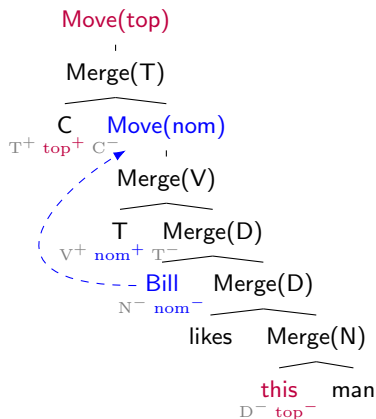 Move(top)
Merge(T)
C Move(nom)
T⁺ top⁺ C⁻
Merge(V)
T Merge(D)
V⁺ nom⁺ T⁻
Bill Merge(D)
N⁻ nom⁻
likes Merge(N)
this man
D⁻ top⁻